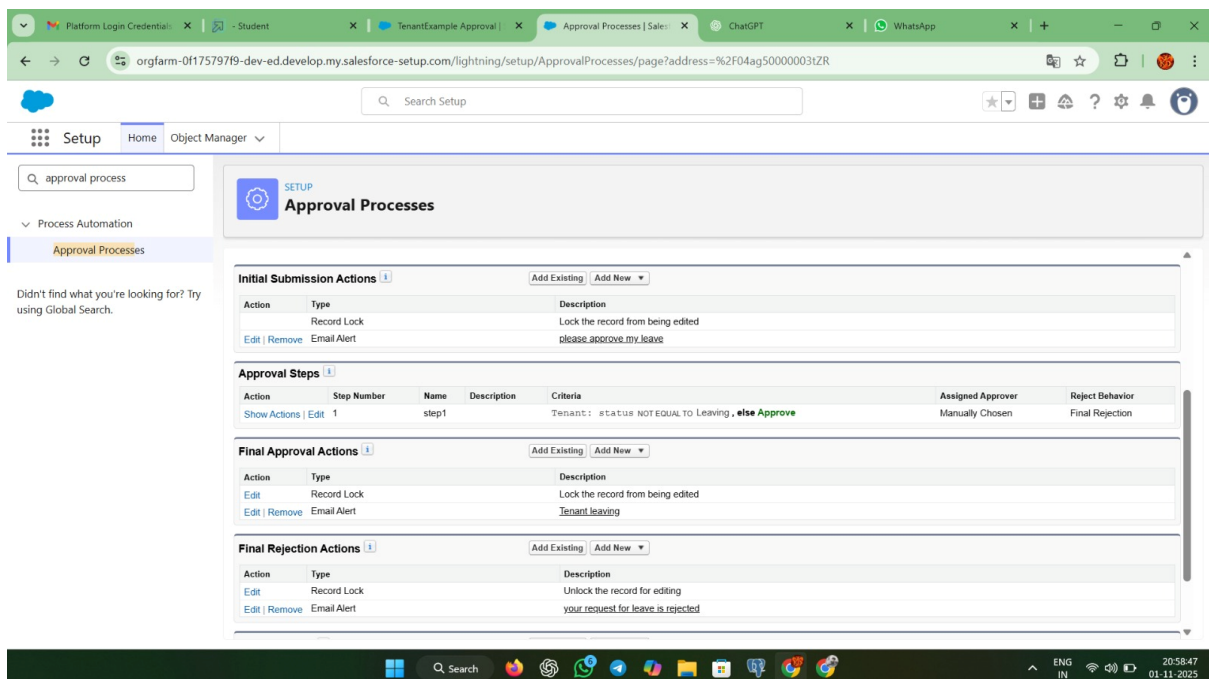 Platform Login Credentials
- Student
TenantExample Approval |
Approval Processes | Sales
ChatGPT
WhatsApp
orgfarm-0f175797f9-dev-ed.develop.my.salesforce-setup.com/lightning/setup/ApprovalProcesses/page?address=%2F04ag50000003tZR
Search Setup
Setup Home Object Manager
approval process
Process Automation
Approval Processes
Didn't find what you're looking for? Try
using Global Search.
SETUP
Approval Processes
Initial Submission Actions Add Existing Add New
Action Type Description
Record Lock Lock the record from being edited
Edit | Remove Email Alert please approve my leave
Approval Steps
Action Step Number Name Description Criteria Assigned Approver Reject Behavior
Show Actions | Edit 1 step1 Tenant: status NOT EQUAL TO Leaving , else Approve Manually Chosen Final Rejection
Final Approval Actions Add Existing Add New
Action Type Description
Edit Record Lock Lock the record from being edited
Edit | Remove Email Alert Tenant leaving
Final Rejection Actions Add Existing Add New
Action Type Description
Edit Record Lock Unlock the record for editing
Edit | Remove Email Alert your request for leave is rejected
Search
ENG
IN
20:58:47
01-11-2025